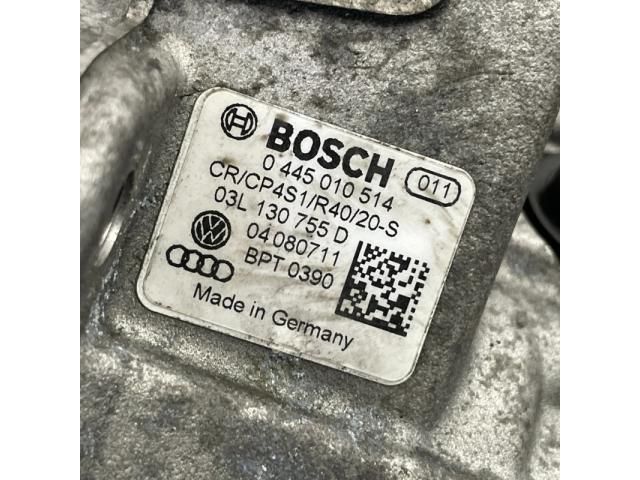 BOSCH
0 445 010 514
011
CR/CP4S1/R40/20-S
03L 130 755 D
04.080711
BPT 0390
Made in Germany